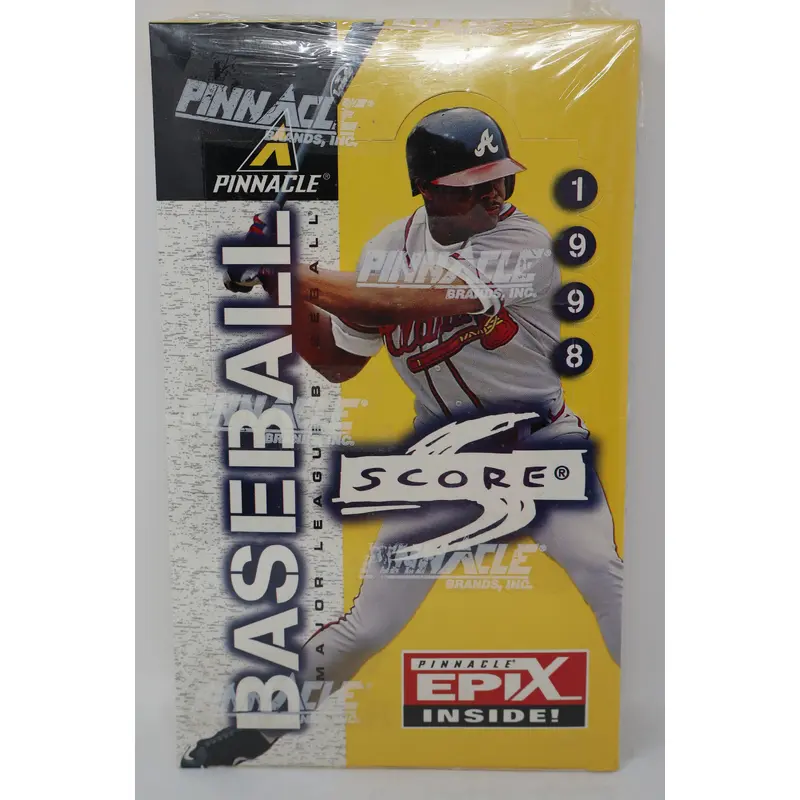 PINNACLE®
BRANDS, INC.
PINNACLE®
A
1
9
9
8
PINNACLE®
BRANDS, INC.
BASEBALL
MAJOR LEAGUE BASEBALL
SCORE®
PINNACLE®
BRANDS, INC.
PINNACLE
EPIX
INSIDE!